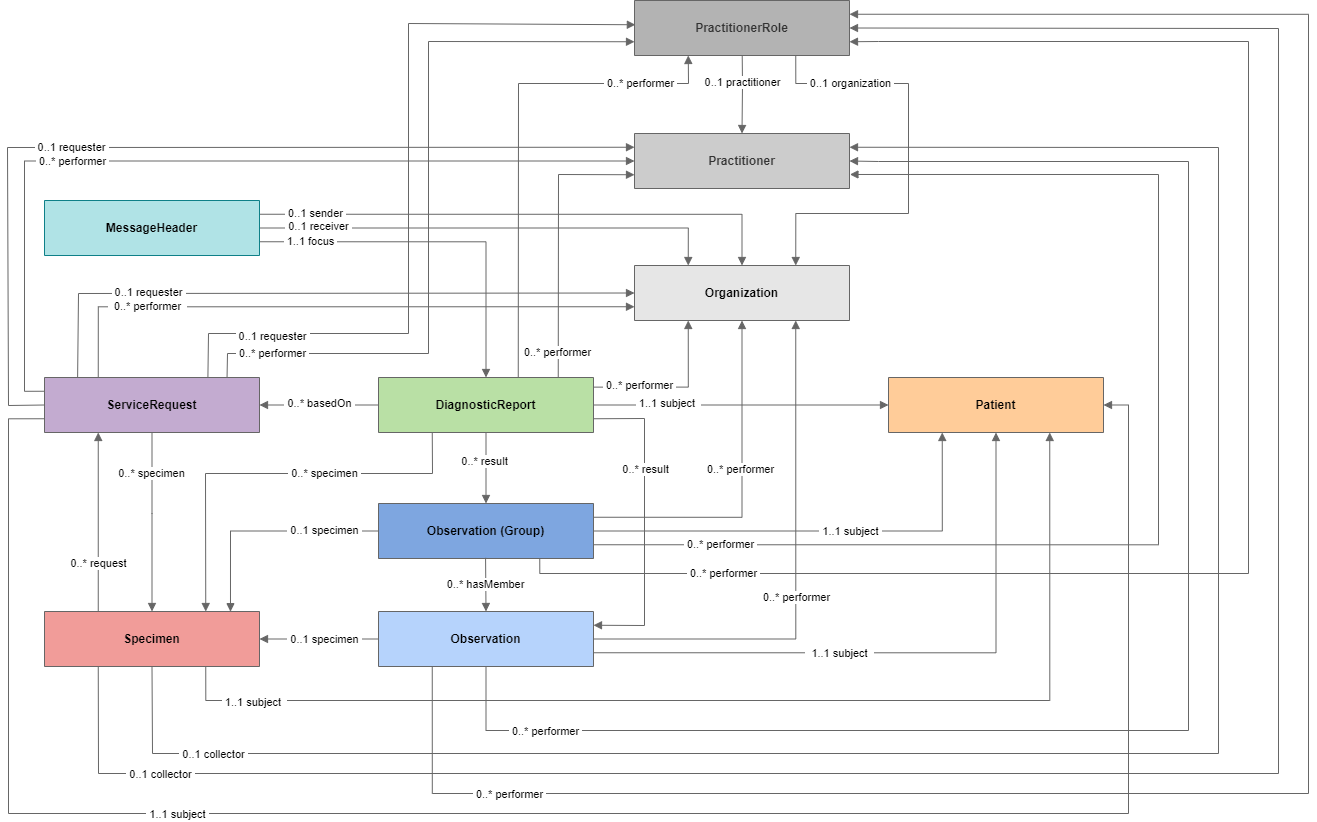 PractitionerRole
0..* performer
0..1 practitioner
0..1 organization
0..1 requester
0..* performer
Practitioner
MessageHeader
0..1 sender
0..1 receiver
1..1 focus
0..1 requester
0..* performer
Organization
0..1 requester
0..* performer
0..* performer
0..* performer
ServiceRequest
0..* basedOn
DiagnosticReport
1..1 subject
Patient
0..* specimen
0..* specimen
0..* result
0..* result
0..* performer
0..1 specimen
Observation (Group)
1..1 subject
0..* performer
0..* request
0..* hasMember
0..* performer
0..* performer
Specimen
0..1 specimen
Observation
1..1 subject
1..1 subject
0..* performer
0..1 collector
0..1 collector
0..* performer
1..1 subject